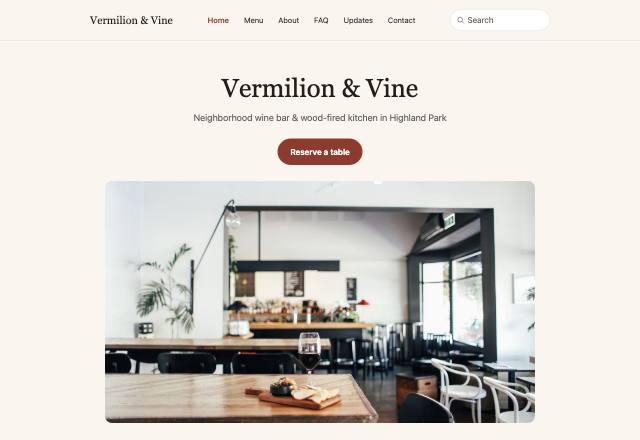 Vermilion & Vine
Home Menu About FAQ Updates Contact
Search
Vermilion & Vine
Neighborhood wine bar & wood-fired kitchen in Highland Park
Reserve a table